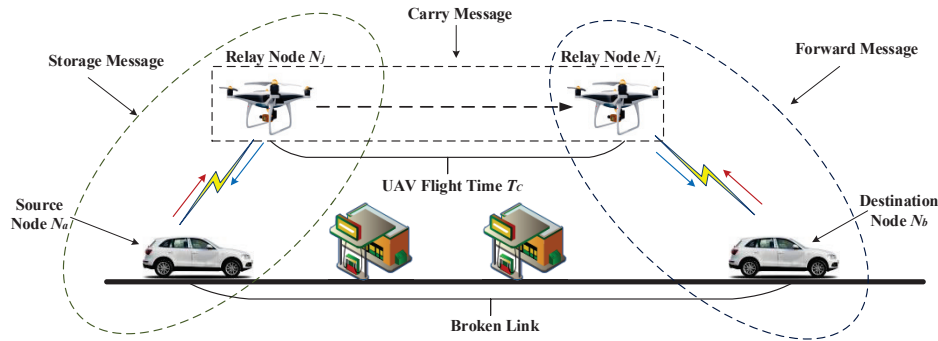 Carry Message
Storage Message
Relay Node Nj
Relay Node Nj
Forward Message
UAV Flight Time TC
Source
Node Na
Destination
Node Nb
Broken Link